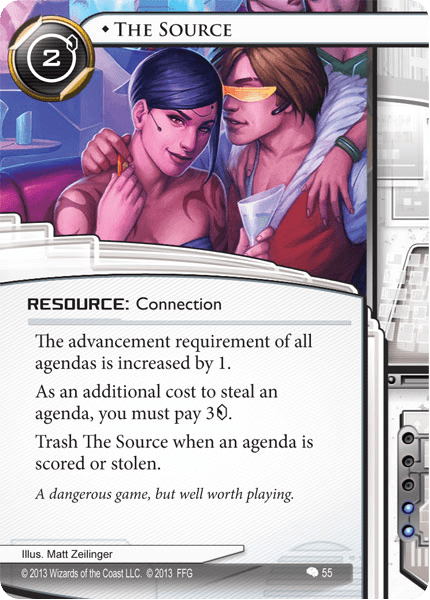 2
♦ THE SOURCE
RESOURCE: Connection
The advancement requirement of all
agendas is increased by 1.
As an additional cost to steal an
agenda, you must pay 3.
Trash The Source when an agenda is
scored or stolen.
A dangerous game, but well worth playing.
Illus. Matt Zeilinger
© 2013 Wizards of the Coast LLC. © 2013 FFG
55